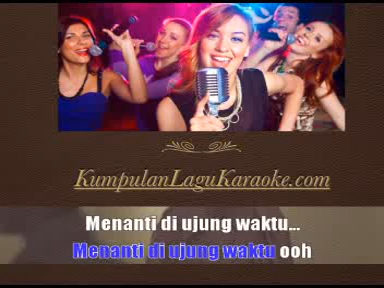 KumpulanLaguKaraoke.com
Menanti di ujung waktu...
Menanti di ujung waktu ooh